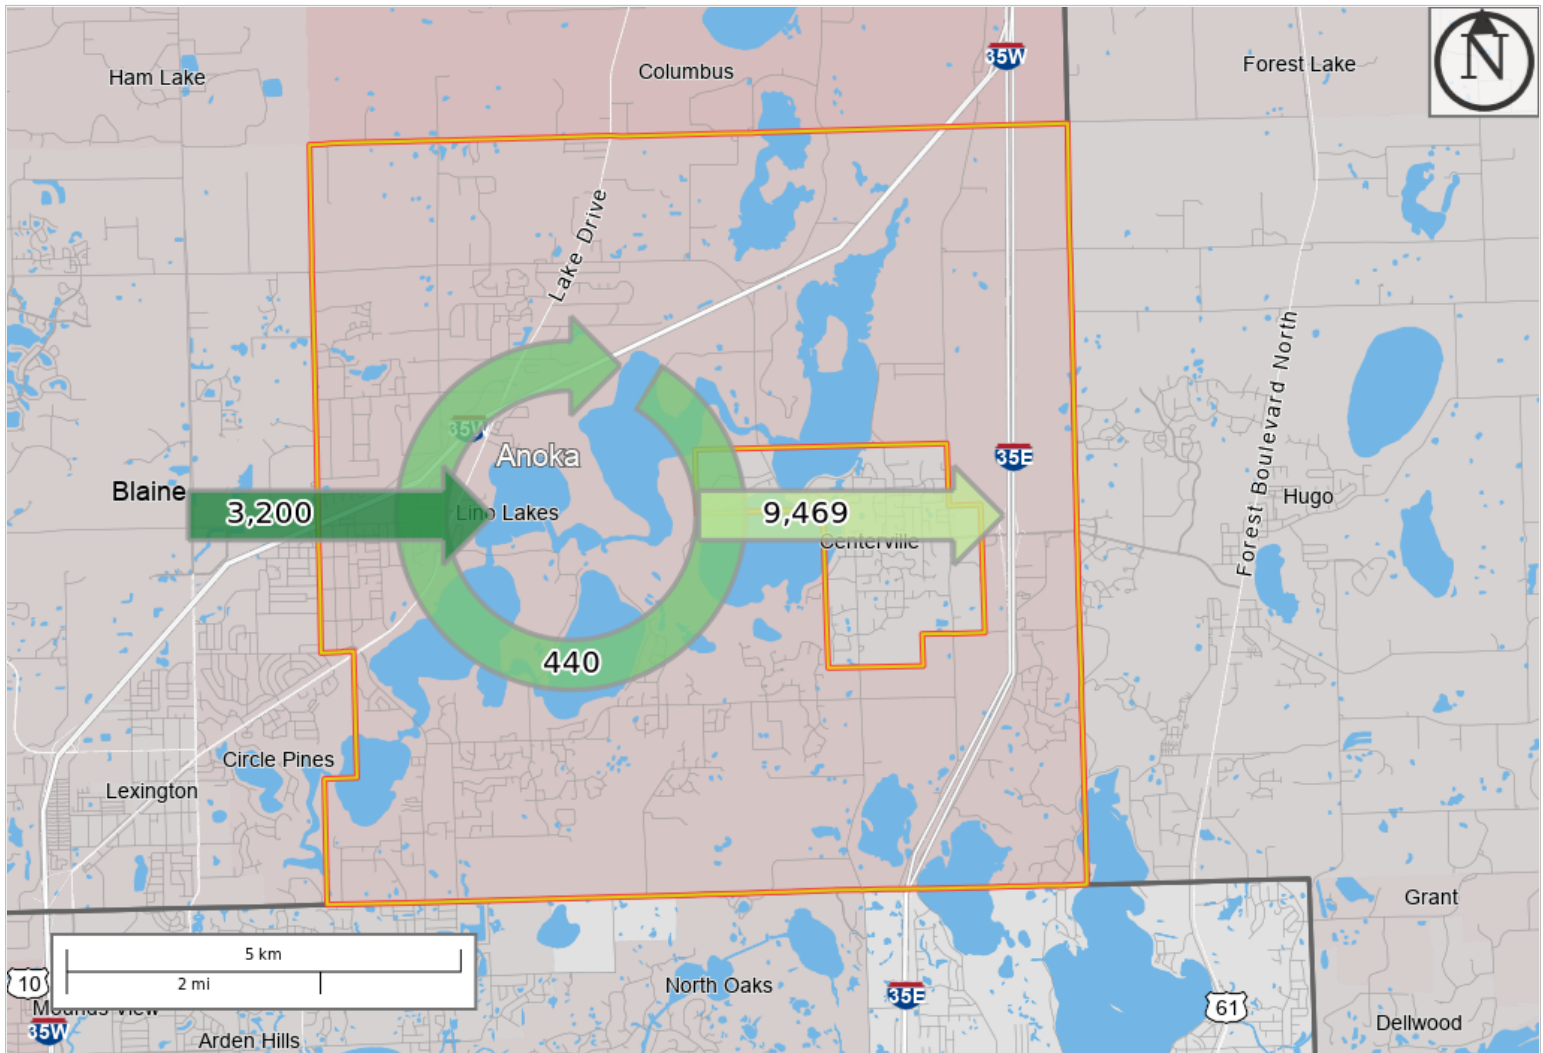 35W
N
Ham Lake
Columbus
Forest Lake
Lake Drive
Forest Boulevard North
35W
Anoka
35E
Blaine
3,200
Lino Lakes
9,469
Hugo
Centerville
440
Circle Pines
Lexington
Grant
5 km
2 mi
10
North Oaks
35E
61
Mounds View
35W
Arden Hills
Dellwood